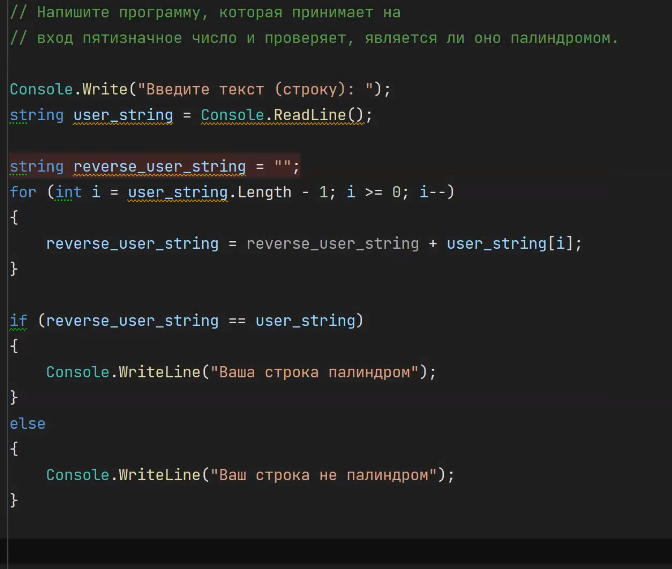 // Напишите программу, которая принимает на
// вход пятизначное число и проверяет, является ли оно палиндромом.
Console.Write("Введите текст (строку): ");
string user_string = Console.ReadLine();
string reverse_user_string = "";
for (int i = user_string.Length - 1; i >= 0; i--)
{
    reverse_user_string = reverse_user_string + user_string[i];
}
if (reverse_user_string == user_string)
{
    Console.WriteLine("Ваша строка палиндром");
}
else
{
    Console.WriteLine("Ваш строка не палиндром");
}